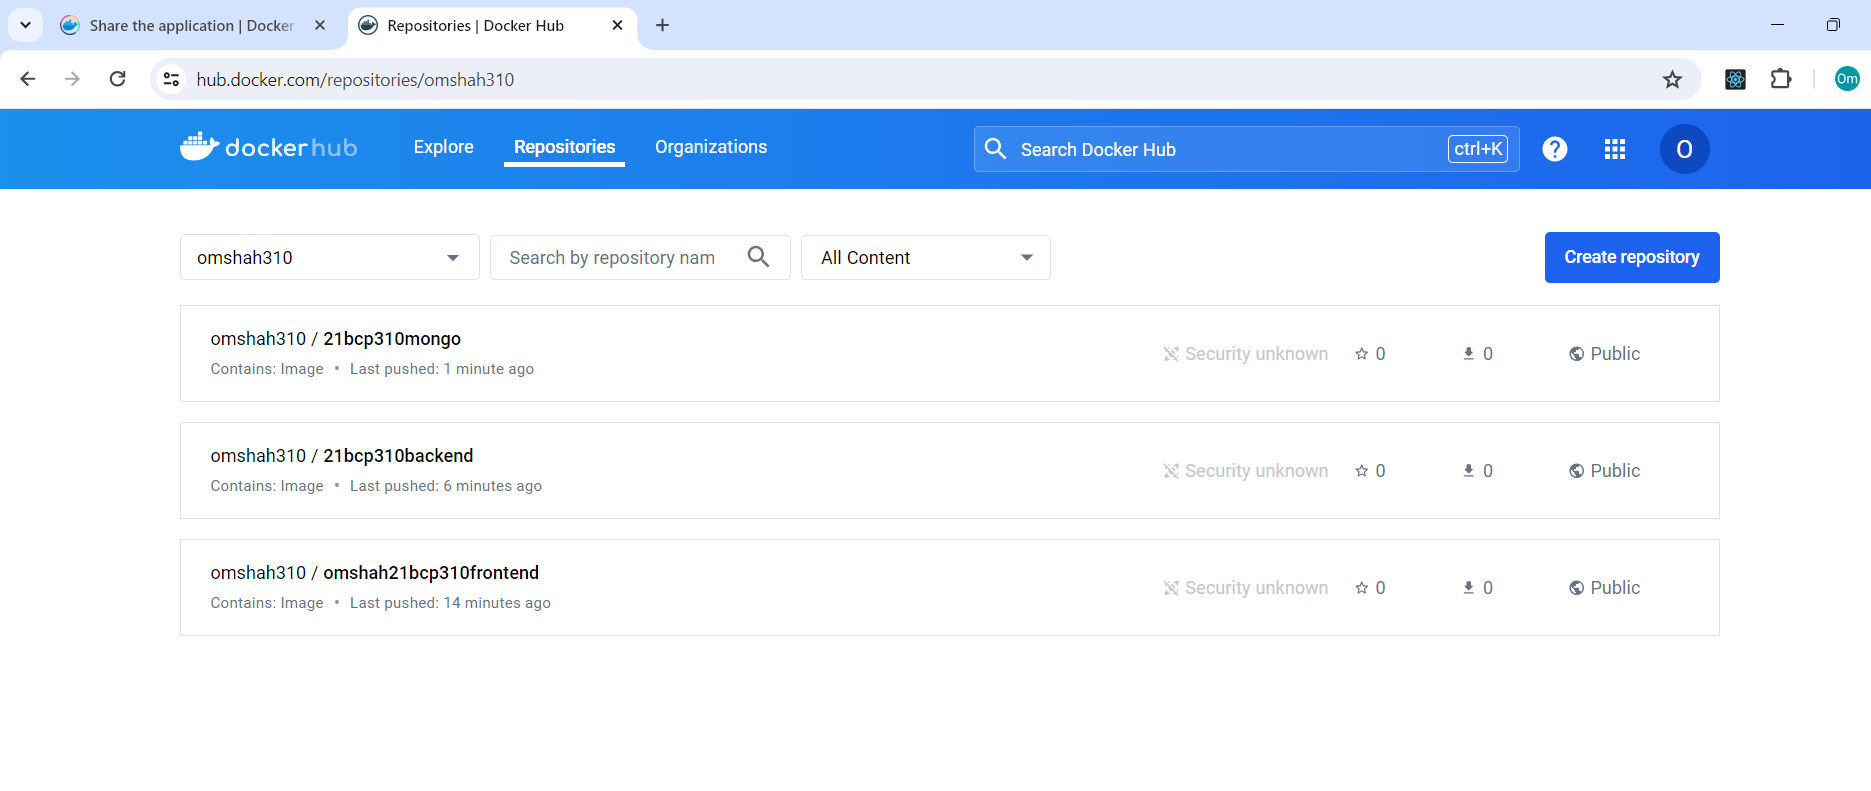 Share the application | Docker
Repositories | Docker Hub
hub.docker.com/repositories/omshah310
Om
dockerhub
Explore
Repositories
Organizations
Search Docker Hub
ctrl+K
?
O
omshah310
Search by repository nam
All Content
Create repository
omshah310 / 21bcp310mongo
Contains: Image • Last pushed: 1 minute ago
Security unknown
0
0
Public
omshah310 / 21bcp310backend
Contains: Image • Last pushed: 6 minutes ago
Security unknown
0
0
Public
omshah310 / omshah21bcp310frontend
Contains: Image • Last pushed: 14 minutes ago
Security unknown
0
0
Public